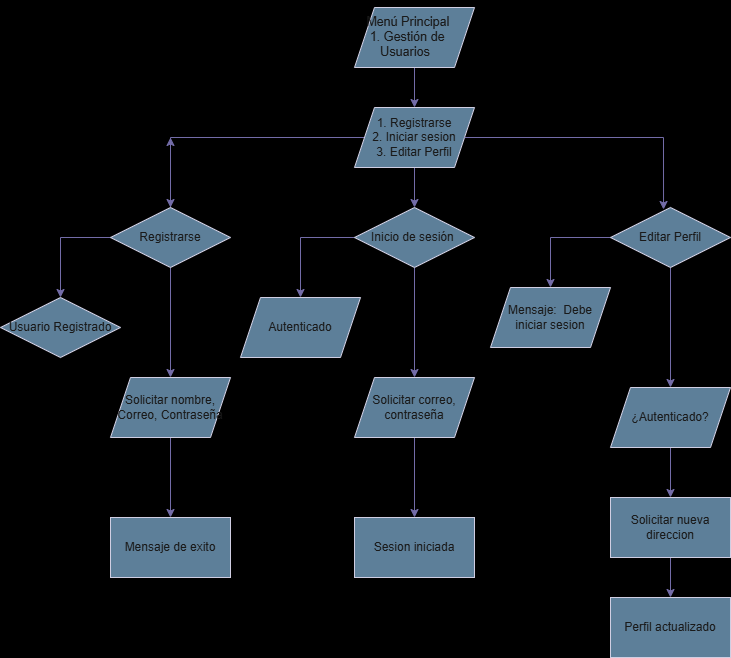 Menú Principal
1. Gestión de
Usuarios
1. Registrarse
2. Iniciar sesion
3. Editar Perfil
Registrarse
Inicio de sesión
Editar Perfil
Usuario Registrado
Autenticado
Mensaje: Debe
iniciar sesion
Solicitar nombre,
Correo, Contraseña
Solicitar correo,
contraseña
¿Autenticado?
Mensaje de exito
Sesion iniciada
Solicitar nueva
direccion
Perfil actualizado